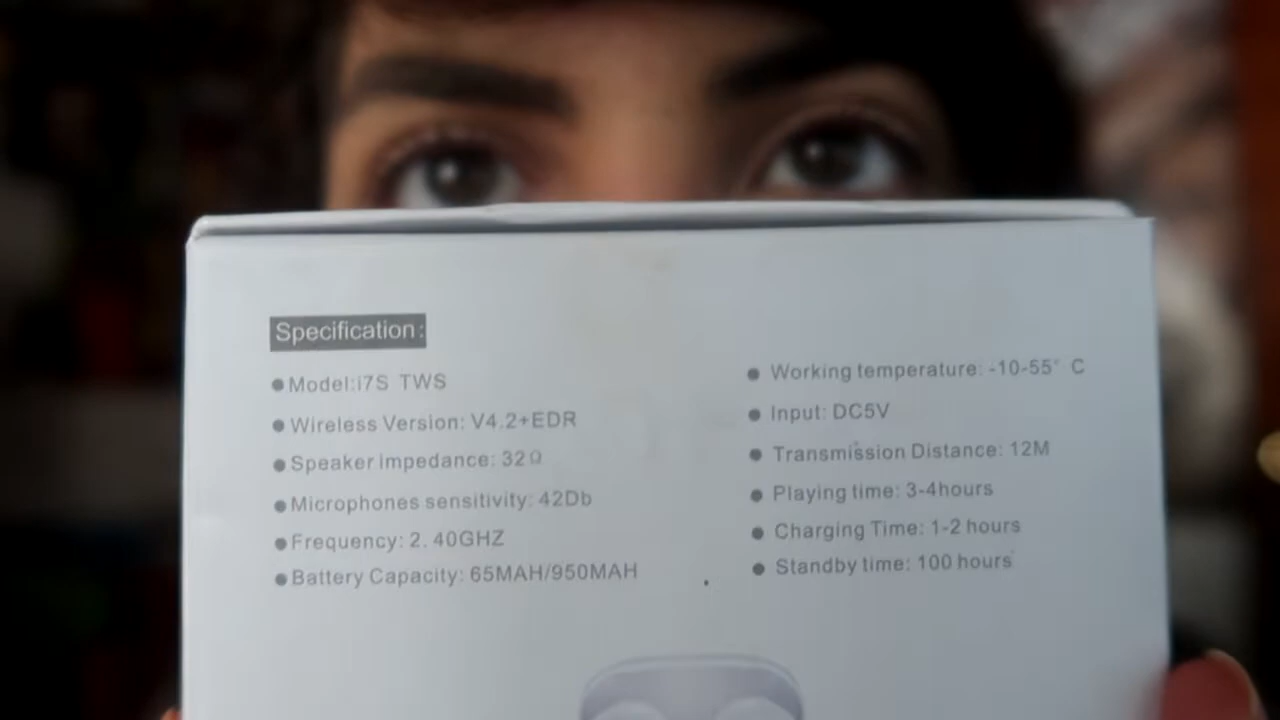 Specification:
●Model:i7S TWS
●Wireless Version: V4.2+EDR
●Speaker Impedance: 32Ω
●Microphones sensitivity: 42Db
●Frequency: 2. 40GHZ
●Battery Capacity: 65MAH/950MAH
● Working temperature: -10-55° C
● Input: DC5V
● Transmission Distance: 12M
● Playing time: 3-4hours
● Charging Time: 1-2 hours
● Standby time: 100 hours